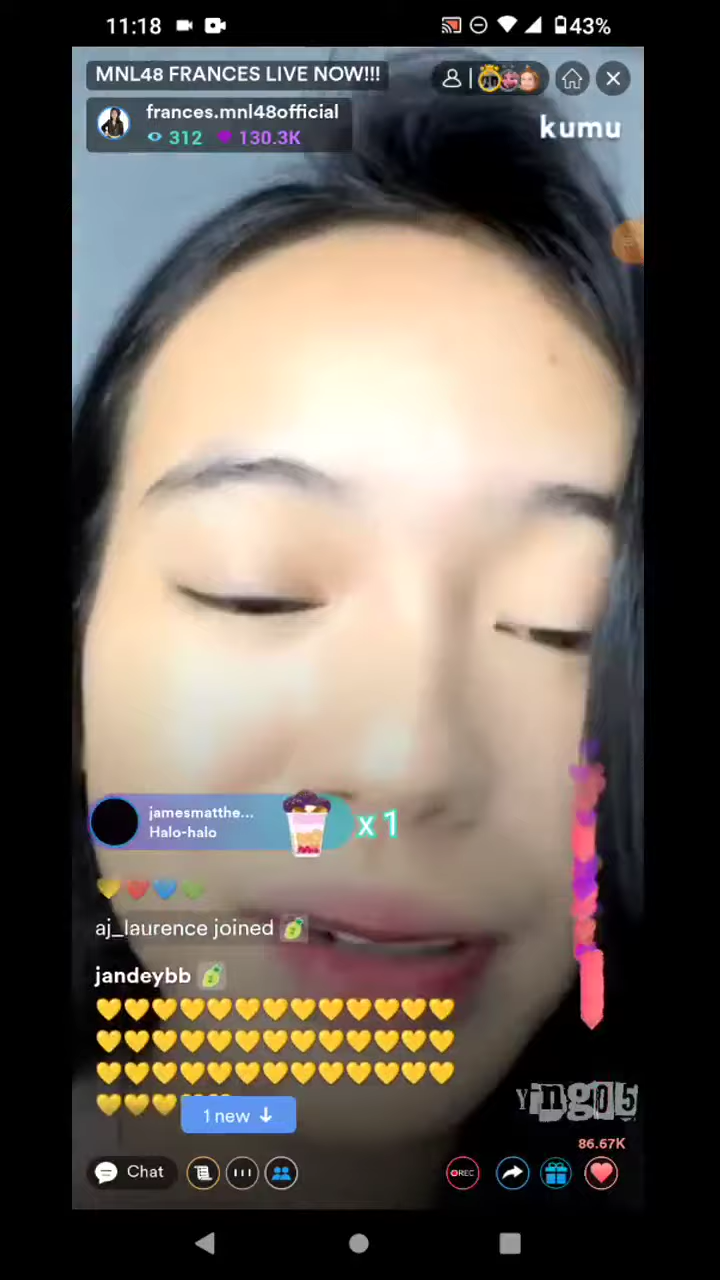 11:18
43%
MNL48 FRANCES LIVE NOW!!!
frances.mnl48official
312 130.3K
kumu
jamesmatthe...
Halo-halo
x 1
aj_laurence joined
jandeybb
1 new
Yingo5
86.67K
Chat
REC